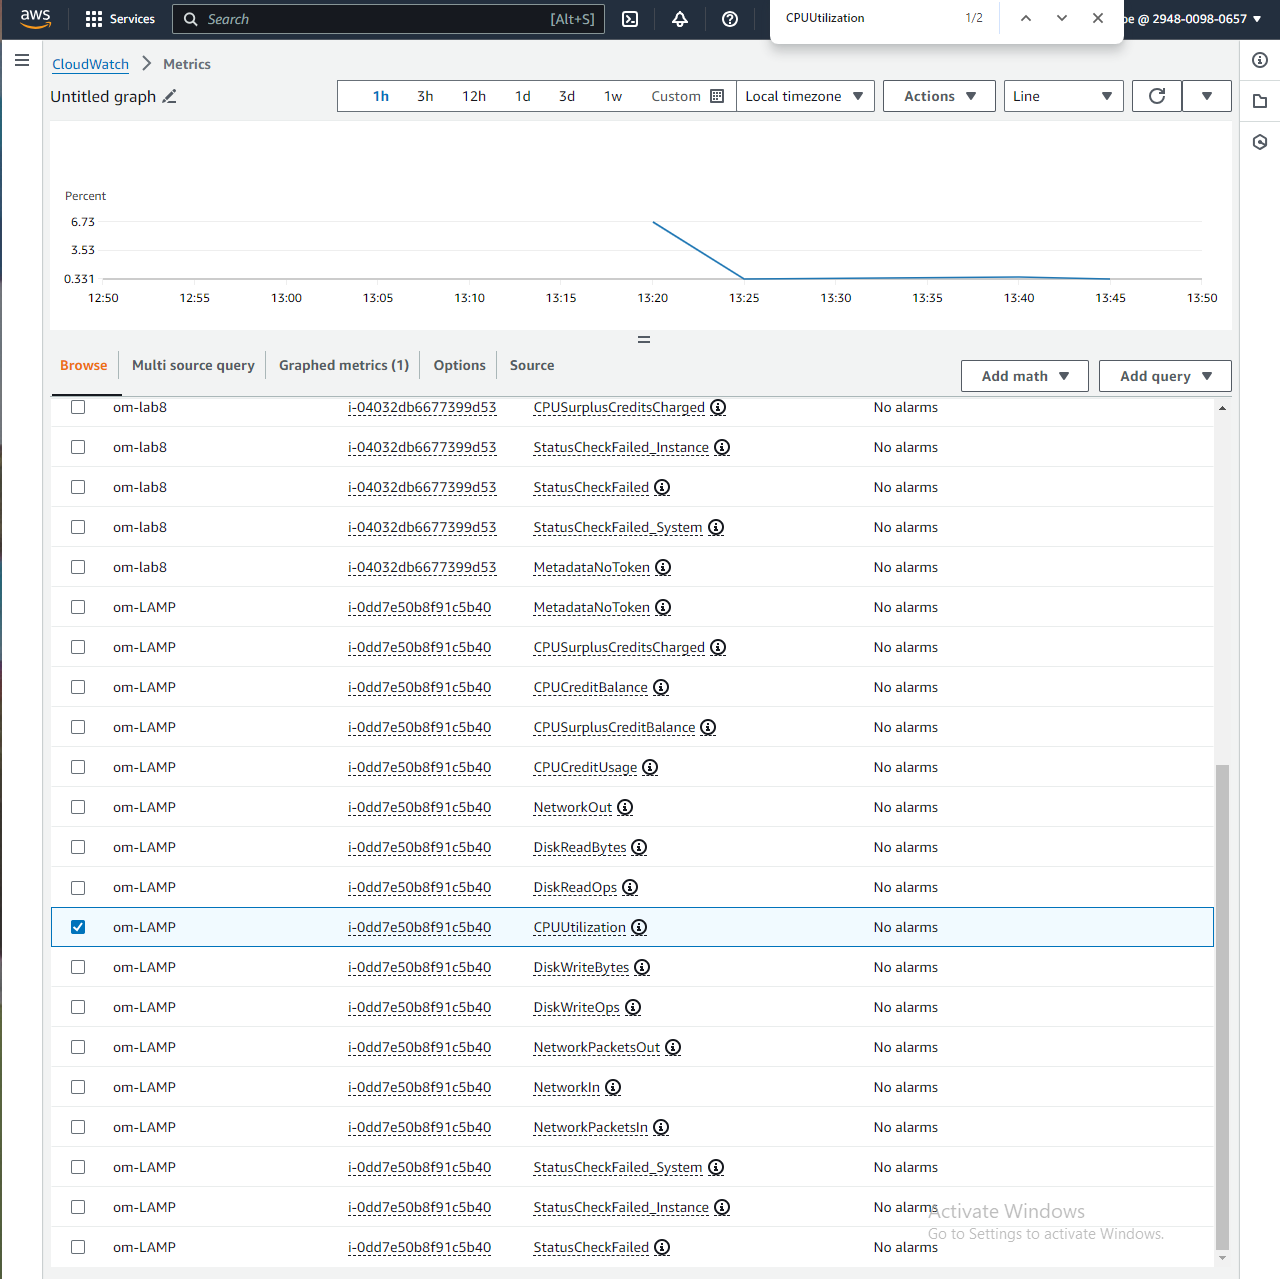 aws Services Search [Alt+S] CPUUtilization 1/2 be @ 2948-0098-0657
CloudWatch Metrics
Untitled graph 1h 3h 12h 1d 3d 1w Custom Local timezone Actions Line
Percent
6.73
3.53
0.331
12:50 12:55 13:00 13:05 13:10 13:15 13:20 13:25 13:30 13:35 13:40 13:45 13:50
Browse Multi source query Graphed metrics (1) Options Source Add math Add query
om-lab8 i-04032db6677399d53 CPUSurplusCreditsCharged No alarms
om-lab8 i-04032db6677399d53 StatusCheckFailed_Instance No alarms
om-lab8 i-04032db6677399d53 StatusCheckFailed No alarms
om-lab8 i-04032db6677399d53 StatusCheckFailed_System No alarms
om-lab8 i-04032db6677399d53 MetadataNoToken No alarms
om-LAMP i-0dd7e50b8f91c5b40 MetadataNoToken No alarms
om-LAMP i-0dd7e50b8f91c5b40 CPUSurplusCreditsCharged No alarms
om-LAMP i-0dd7e50b8f91c5b40 CPUCreditBalance No alarms
om-LAMP i-0dd7e50b8f91c5b40 CPUSurplusCreditBalance No alarms
om-LAMP i-0dd7e50b8f91c5b40 CPUCreditUsage No alarms
om-LAMP i-0dd7e50b8f91c5b40 NetworkOut No alarms
om-LAMP i-0dd7e50b8f91c5b40 DiskReadBytes No alarms
om-LAMP i-0dd7e50b8f91c5b40 DiskReadOps No alarms
om-LAMP i-0dd7e50b8f91c5b40 CPUUtilization No alarms
om-LAMP i-0dd7e50b8f91c5b40 DiskWriteBytes No alarms
om-LAMP i-0dd7e50b8f91c5b40 DiskWriteOps No alarms
om-LAMP i-0dd7e50b8f91c5b40 NetworkPacketsOut No alarms
om-LAMP i-0dd7e50b8f91c5b40 NetworkIn No alarms
om-LAMP i-0dd7e50b8f91c5b40 NetworkPacketsIn No alarms
om-LAMP i-0dd7e50b8f91c5b40 StatusCheckFailed_System No alarms
om-LAMP i-0dd7e50b8f91c5b40 StatusCheckFailed_Instance No alarms
Activate Windows
Go to Settings to activate Windows.
om-LAMP i-0dd7e50b8f91c5b40 StatusCheckFailed No alarms